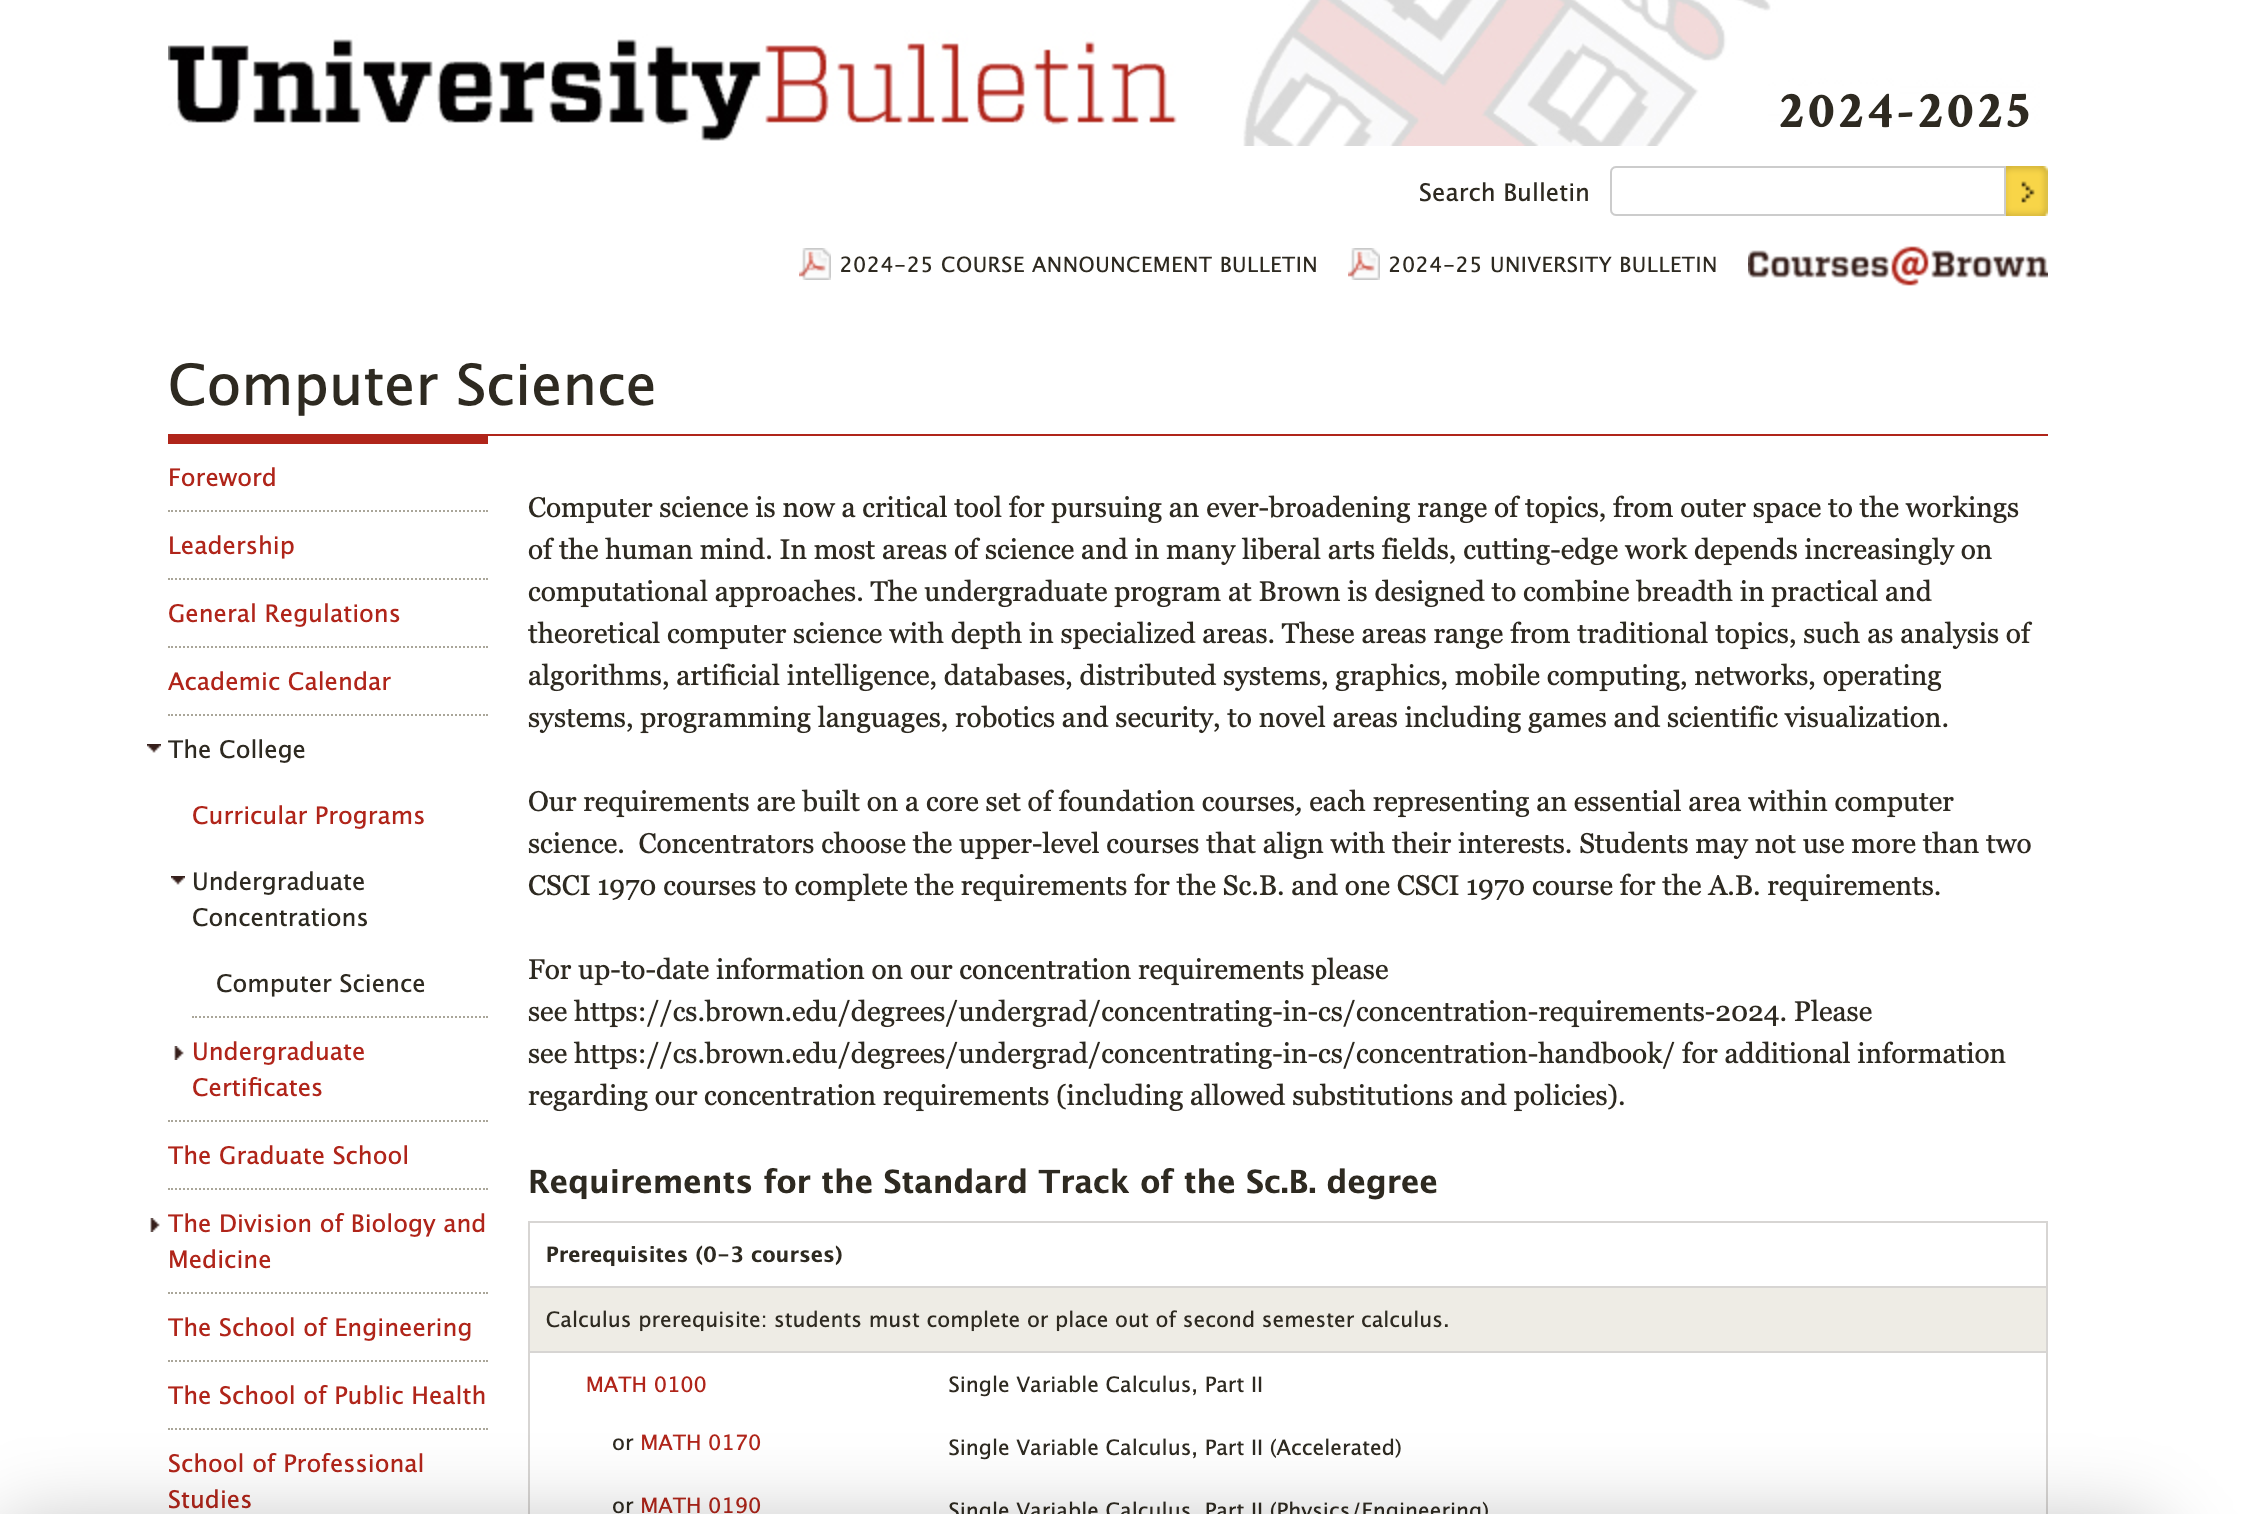 UniversityBulletin
2024-2025
Search Bulletin
2024-25 COURSE ANNOUNCEMENT BULLETIN
2024-25 UNIVERSITY BULLETIN
Courses@Brown
Computer Science
Foreword
Leadership
General Regulations
Academic Calendar
The College
Curricular Programs
Undergraduate
Concentrations
Computer Science
Undergraduate
Certificates
The Graduate School
The Division of Biology and
Medicine
The School of Engineering
The School of Public Health
School of Professional
Studies
Computer science is now a critical tool for pursuing an ever-broadening range of topics, from outer space to the workings
of the human mind. In most areas of science and in many liberal arts fields, cutting-edge work depends increasingly on
computational approaches. The undergraduate program at Brown is designed to combine breadth in practical and
theoretical computer science with depth in specialized areas. These areas range from traditional topics, such as analysis of
algorithms, artificial intelligence, databases, distributed systems, graphics, mobile computing, networks, operating
systems, programming languages, robotics and security, to novel areas including games and scientific visualization.
Our requirements are built on a core set of foundation courses, each representing an essential area within computer
science.  Concentrators choose the upper-level courses that align with their interests. Students may not use more than two
CSCI 1970 courses to complete the requirements for the Sc.B. and one CSCI 1970 course for the A.B. requirements.
For up-to-date information on our concentration requirements please
see https://cs.brown.edu/degrees/undergrad/concentrating-in-cs/concentration-requirements-2024. Please
see https://cs.brown.edu/degrees/undergrad/concentrating-in-cs/concentration-handbook/ for additional information
regarding our concentration requirements (including allowed substitutions and policies).
Requirements for the Standard Track of the Sc.B. degree
Prerequisites (0-3 courses)
Calculus prerequisite: students must complete or place out of second semester calculus.
MATH 0100 Single Variable Calculus, Part II
or MATH 0170 Single Variable Calculus, Part II (Accelerated)
or MATH 0190 Single Variable Calculus, Part II (Physics/Engineering)